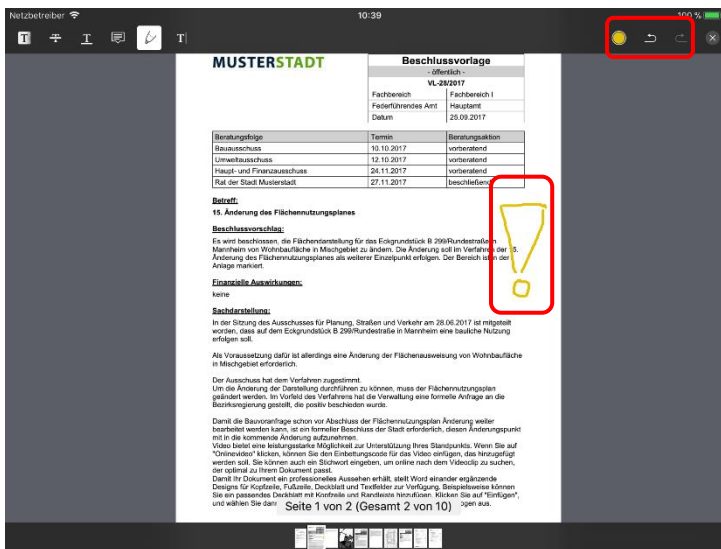 Netzbetreiber 10:39 100 %
T T T T
MUSTERSTADT
Beschlussvorlage
- öffentlich -
VL-28/2017
Fachbereich Fachbereich I
Federführendes Amt Hauptamt
Datum 26.09.2017
Beratungsfolge Termin Beratungsaktion
Bauausschuss 10.10.2017 vorberatend
Umweltausschuss 12.10.2017 vorberatend
Haupt- und Finanzausschuss 24.11.2017 vorberatend
Rat der Stadt Musterstadt 27.11.2017 beschließend
Betreff:
15. Änderung des Flächennutzungsplanes
Beschlussvorschlag:
Es wird beschlossen, die Flächendarstellung für das Eckgrundstück B 299/Rundestraße in
Mannheim von Wohnbaufläche in Mischgebiet zu ändern. Die Änderung soll im Verfahren der 15.
Änderung des Flächennutzungsplanes als weiterer Einzelpunkt erfolgen. Der Bereich ist in der
Anlage markiert.
!
Finanzielle Auswirkungen:
keine
Sachdarstellung:
In der Sitzung des Ausschusses für Planung, Straßen und Verkehr am 28.06.2017 ist mitgeteilt
worden, dass auf dem Eckgrundstück B 299/Rundestraße in Mannheim eine bauliche Nutzung
erfolgen soll.
Als Voraussetzung dafür ist allerdings eine Änderung der Flächenausweisung von Wohnbaufläche
in Mischgebiet erforderlich.
Der Ausschuss hat dem Verfahren zugestimmt.
Um die Änderung der Darstellung durchführen zu können, muss der Flächennutzungsplan
geändert werden. Im Vorfeld des Verfahrens hat die Verwaltung eine formelle Anfrage an die
Bezirksregierung gestellt, die positiv beschieden wurde.
Damit die Bauvoranfrage schon vor Abschluss der Flächennutzungsplan Änderung weiter
bearbeitet werden kann, ist ein formeller Beschluss der Stadt erforderlich, dessen Änderungspunkt
mit in die kommende Änderung aufzunehmen.
Video bietet eine leistungsstarke Möglichkeit zur Unterstützung Ihres Standpunkts. Wenn Sie auf
"Onlinevideo" klicken, können Sie den Einbettungscode für das Video einfügen, das hinzugefügt
werden soll. Sie können auch ein Stichwort eingeben, um online nach dem Videoclip zu suchen,
der optimal zu Ihrem Dokument passt.
Damit Ihr Dokument ein professionelles Aussehen erhält, stellt Word einander ergänzende
Designs für Kopfzeile, Fußzeile, Deckblatt und Textfelder zur Verfügung. Beispielsweise können
Sie ein passendes Deckblatt mit Kopfzeile und Randleiste hinzufügen. Klicken Sie auf "Einfügen",
und wählen Sie dann ogen aus.
Seite 1 von 2 (Gesamt 2 von 10)